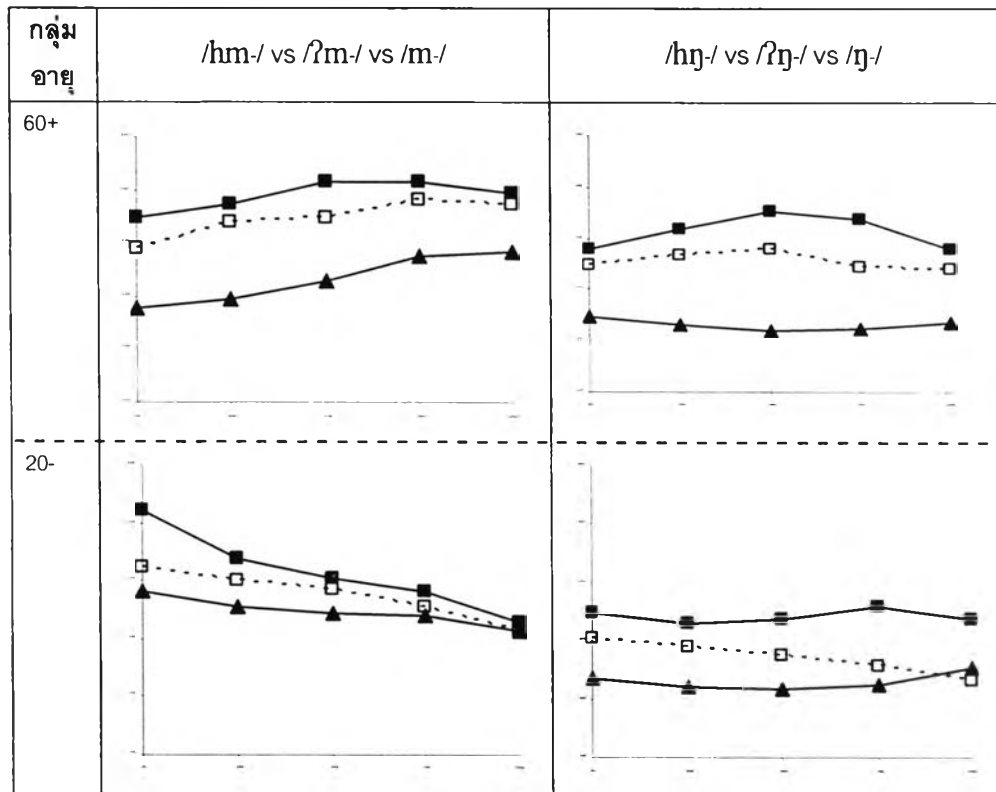 กลุ่ม
อายุ
/hm-/ vs /ʔm-/ vs /m-/
/hŋ-/ vs /ʔŋ-/ vs /ŋ-/
60+
20-